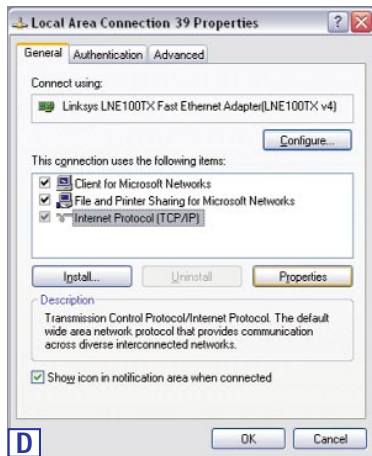 Local Area Connection 39 Properties
General Authentication Advanced
Connect using:
Linksys LNE100TX Fast Ethernet Adapter(LNE100TX v4)
Configure...
This connection uses the following items:
Client for Microsoft Networks
File and Printer Sharing for Microsoft Networks
Internet Protocol (TCP/IP)
Install... Uninstall Properties
Description
Transmission Control Protocol/Internet Protocol. The default
wide area network protocol that provides communication
across diverse interconnected networks.
Show icon in notification area when connected
D
OK Cancel